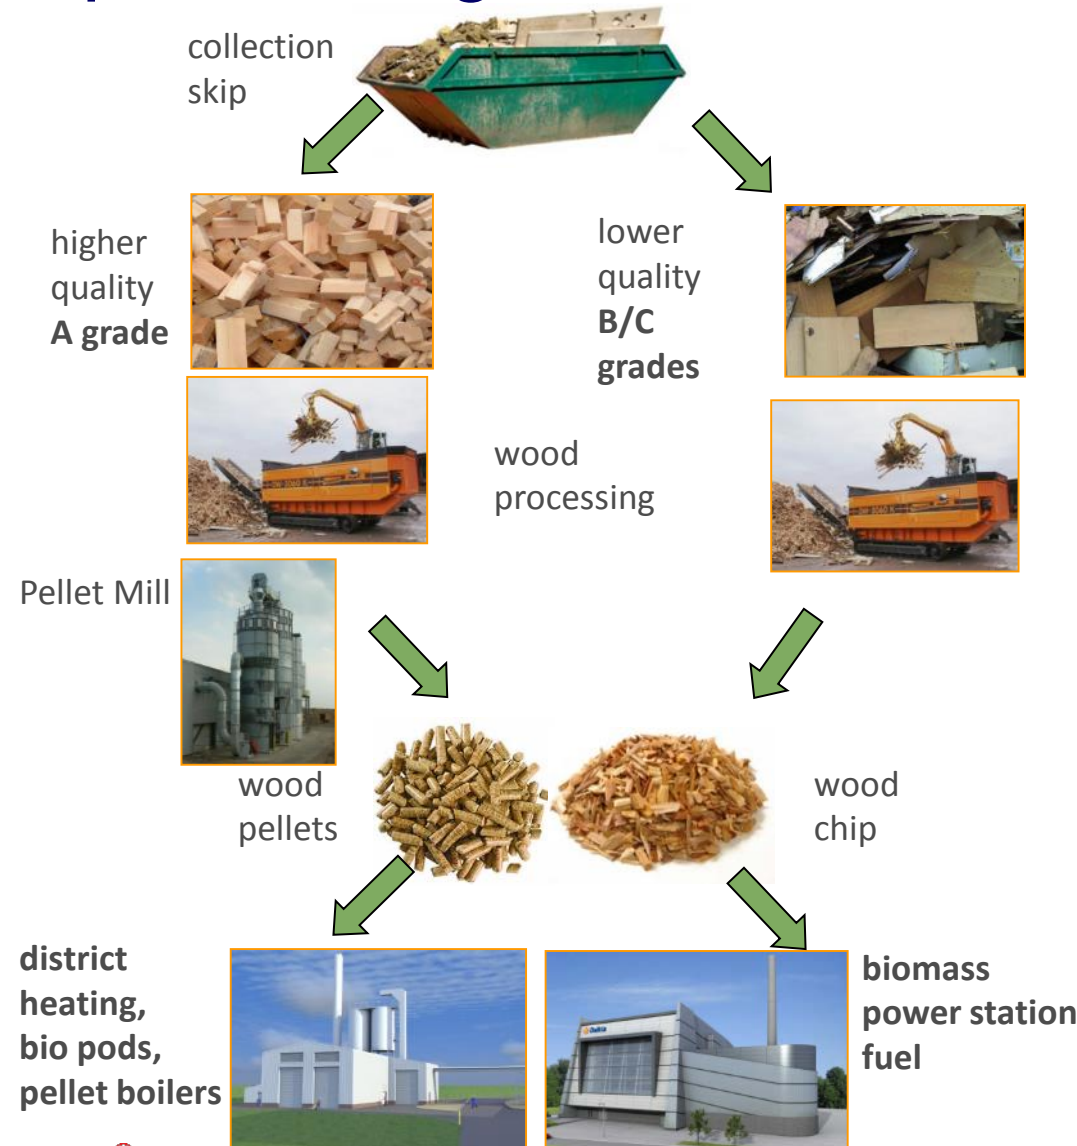 collection
skip
higher
quality
A grade
lower
quality
B/C
grades
wood
processing
Pellet Mill
wood
pellets
wood
chip
district
heating,
bio pods,
pellet boilers
biomass
power station
fuel